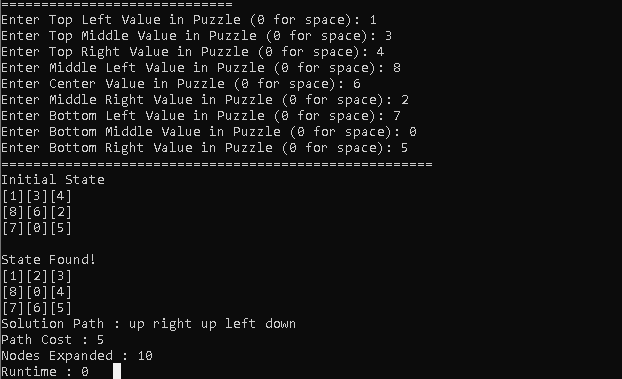 =============================
Enter Top Left Value in Puzzle (0 for space): 1
Enter Top Middle Value in Puzzle (0 for space): 3
Enter Top Right Value in Puzzle (0 for space): 4
Enter Middle Left Value in Puzzle (0 for space): 8
Enter Center Value in Puzzle (0 for space): 6
Enter Middle Right Value in Puzzle (0 for space): 2
Enter Bottom Left Value in Puzzle (0 for space): 7
Enter Bottom Middle Value in Puzzle (0 for space): 0
Enter Bottom Right Value in Puzzle (0 for space): 5
======================================================
Initial State
[1][3][4]
[8][6][2]
[7][0][5]
State Found!
[1][2][3]
[8][0][4]
[7][6][5]
Solution Path : up right up left down
Path Cost : 5
Nodes Expanded : 10
Runtime : 0